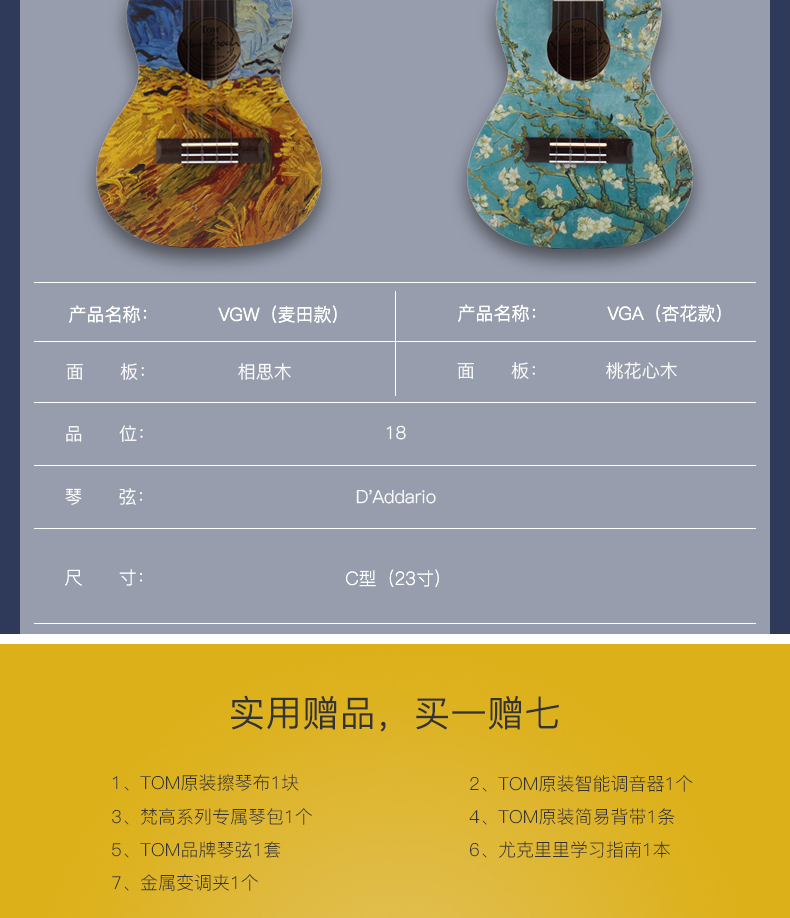 产品名称： VGW（麦田款） 产品名称： VGA（杏花款）
面 板： 相思木 面 板： 桃花心木
品 位： 18
琴 弦： D’Addario
尺 寸： C型（23寸）
实用赠品，买一赠七
1、TOM原装擦琴布1块 2、TOM原装智能调音器1个
3、梵高系列专属琴包1个 4、TOM原装简易背带1条
5、TOM品牌琴弦1套 6、尤克里里学习指南1本
7、金属变调夹1个